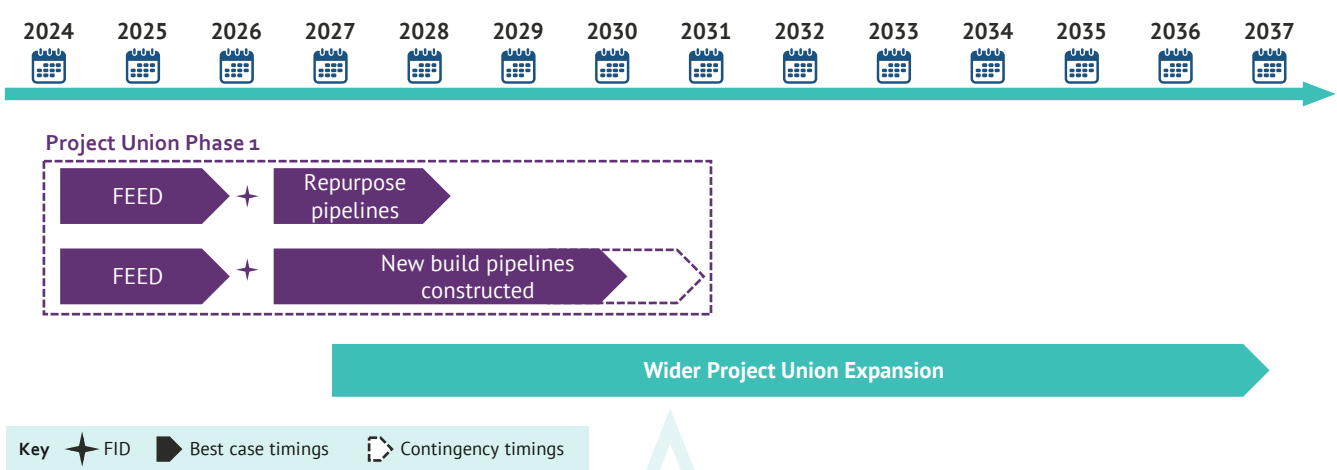 2024 2025 2026 2027 2028 2029 2030 2031 2032 2033 2034 2035 2036 2037
Project Union Phase 1
FEED
Repurpose
pipelines
FEED
New build pipelines
constructed
Wider Project Union Expansion
Key FID Best case timings Contingency timings